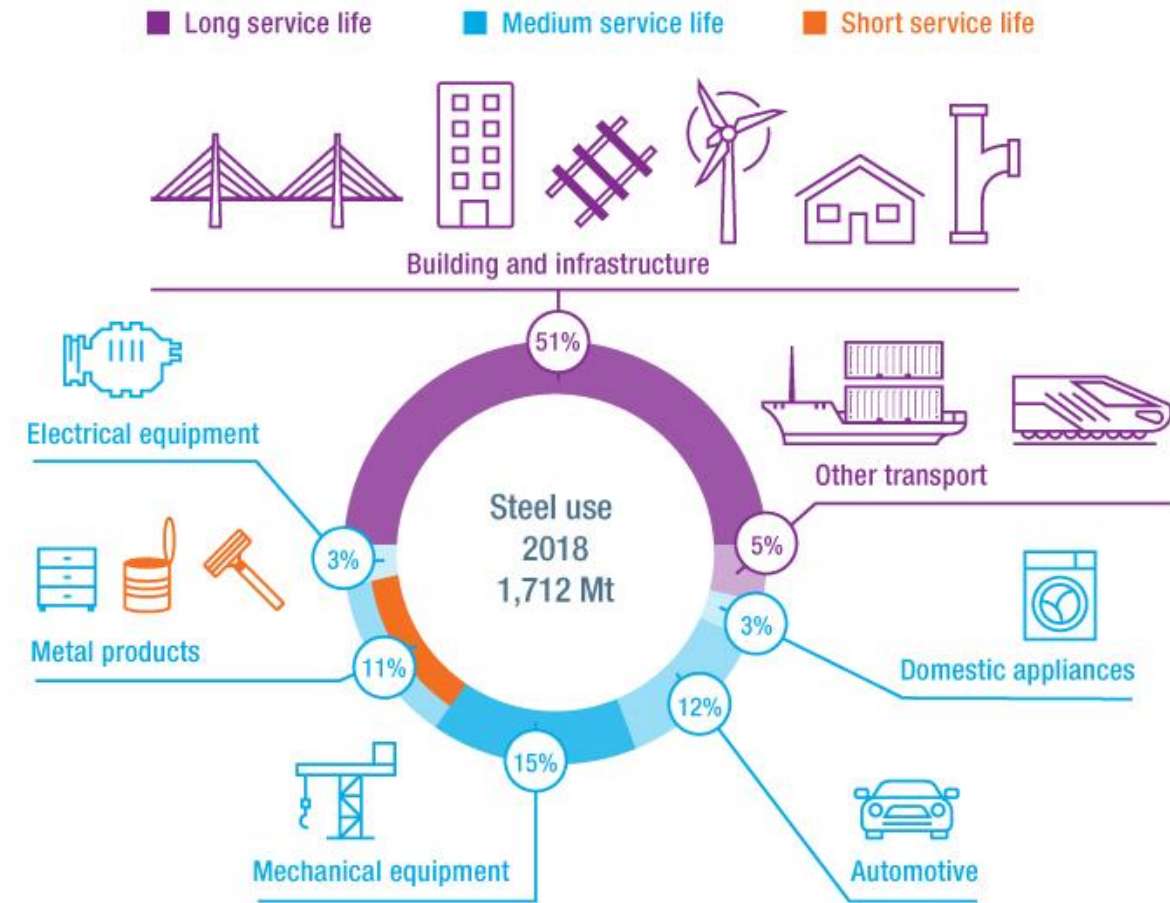 Long service life
Medium service life
Short service life
Building and infrastructure
51%
Electrical equipment
3%
Other transport
5%
Steel use
2018
1,712 Mt
Metal products
11%
Domestic appliances
3%
12%
15%
Mechanical equipment
Automotive